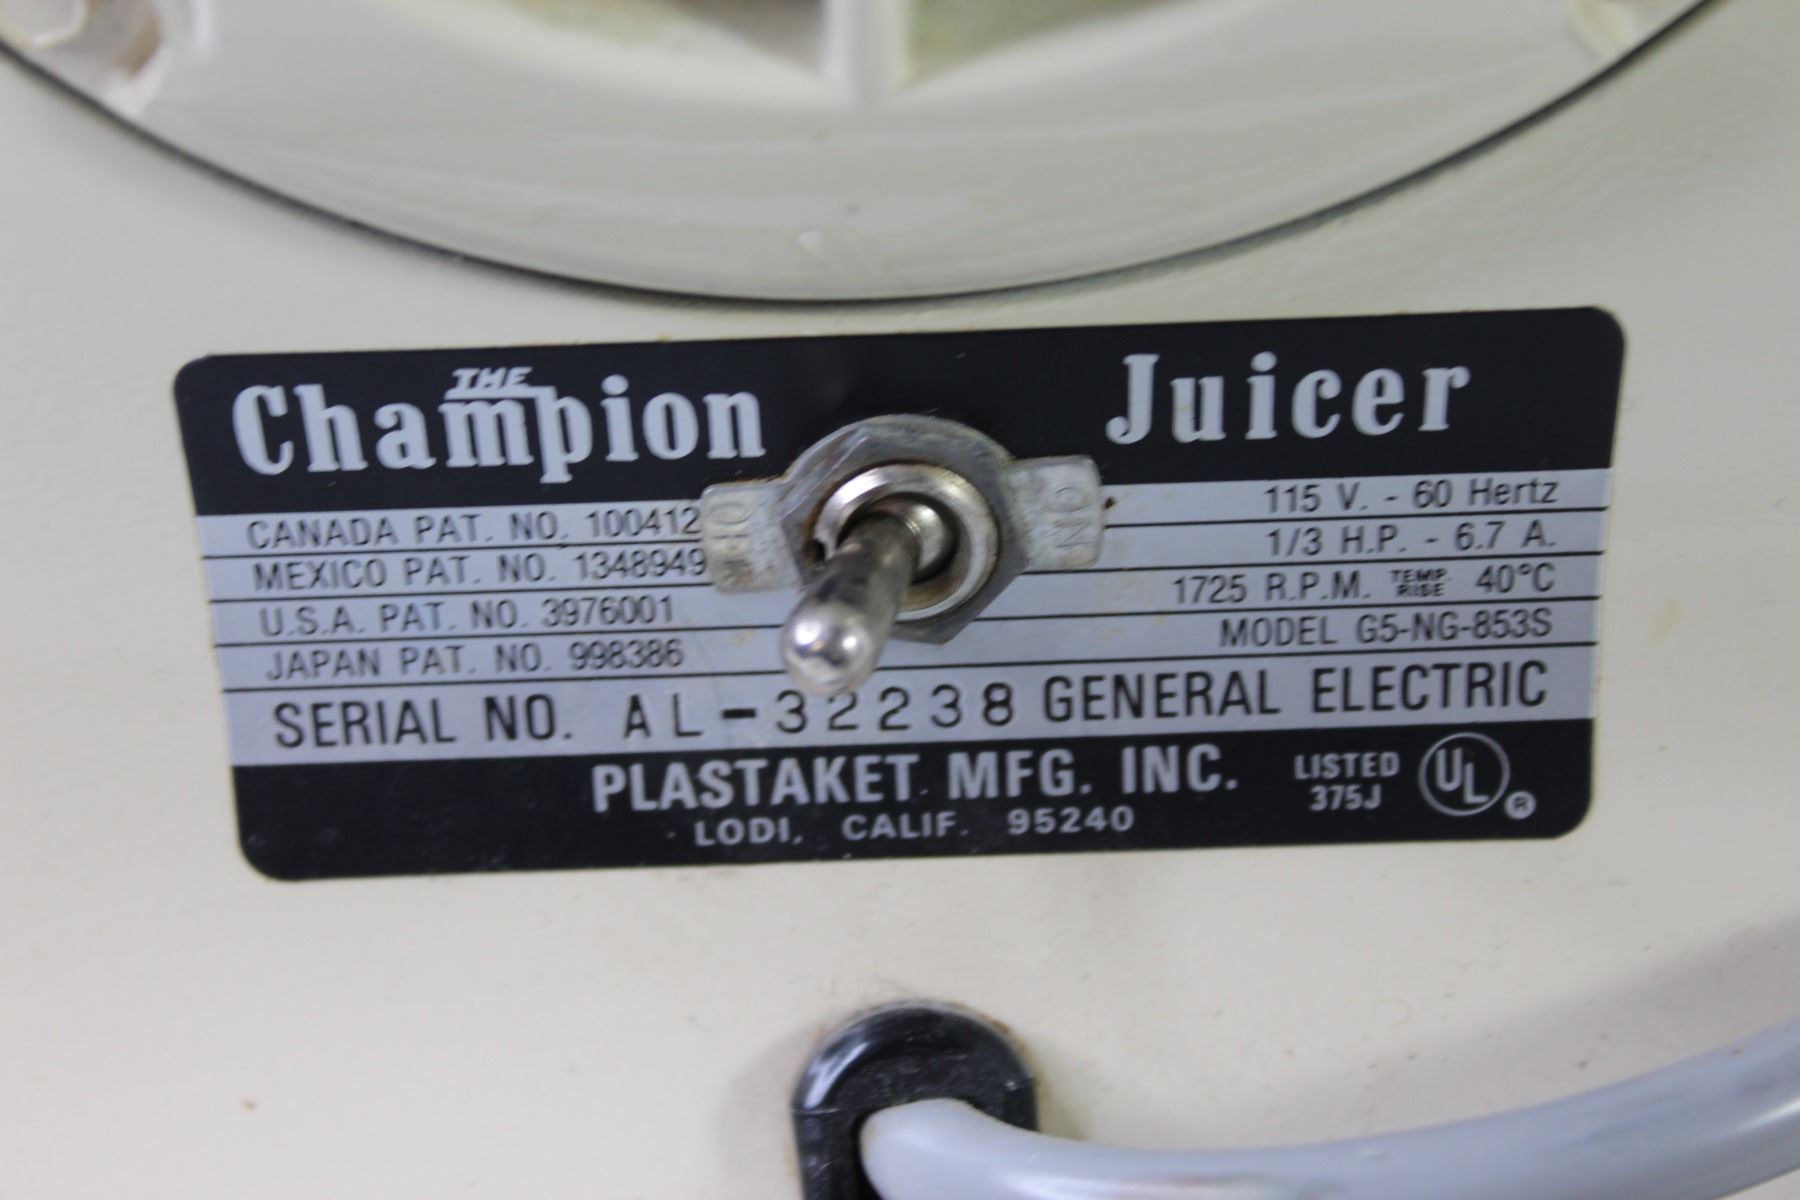 THE
Champion Juicer
CANADA PAT. NO. 100412
MEXICO PAT. NO. 1348949
U.S.A. PAT. NO. 3976001
JAPAN PAT. NO. 998386
OFF
ON
115 V. - 60 Hertz
1/3 H.P. - 6.7 A.
1725 R.P.M. TEMP. RISE 40°C
MODEL G5-NG-853S
SERIAL NO. AL-32238 GENERAL ELECTRIC
PLASTAKET MFG. INC.
LODI, CALIF. 95240
LISTED
375J
UL ®